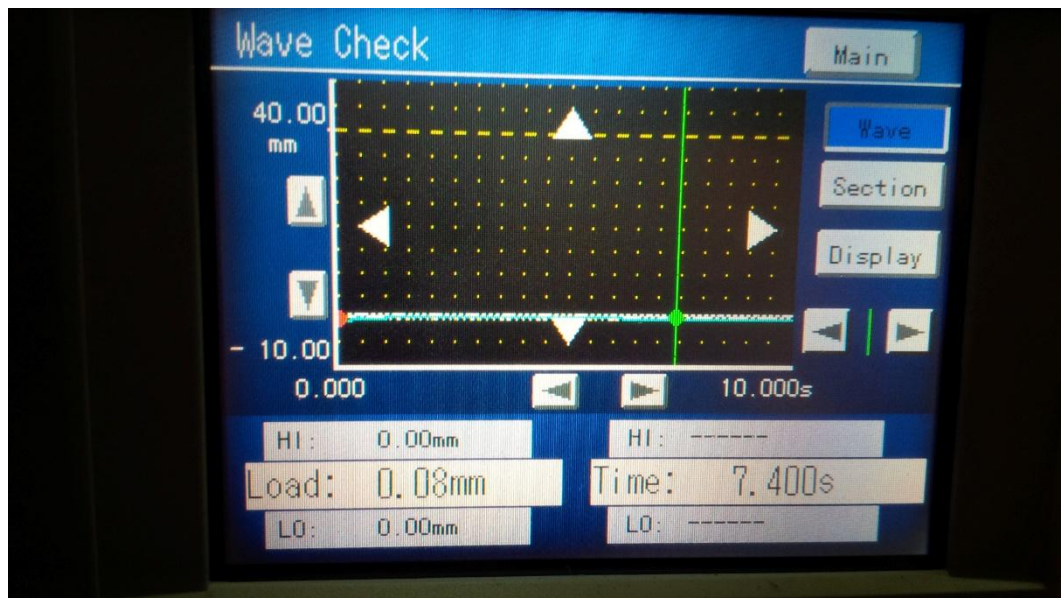 Wave Check
Main
40.00
mm
Wave
Section
Display
- 10.00
0.000
10.000s
HI: 0.00mm
HI: ------
Load: 0.08mm
Time: 7.400s
LO: 0.00mm
LO: ------